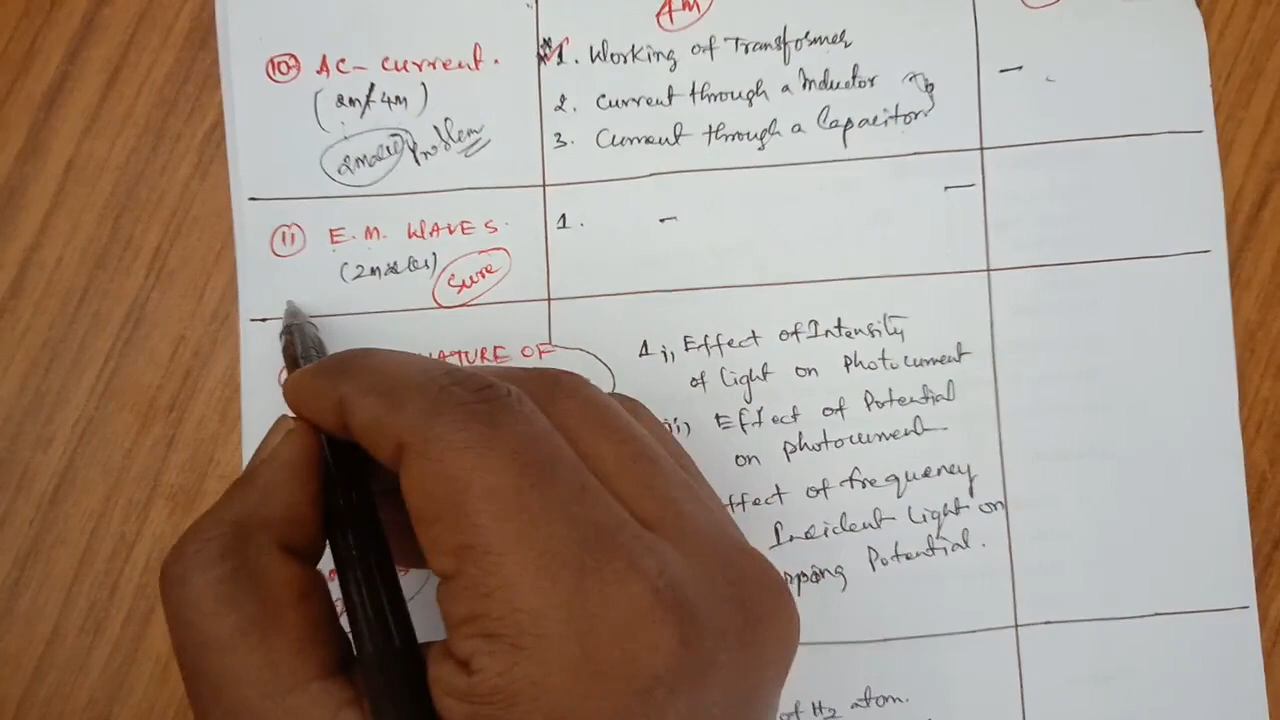 4M
10 AC-Current.
(2m+4M)
2marks Problem
1. Working of Transformer
2. Current through a Inductor
3. Current through a Capacitor
-
11 E.M. WAVES.
(2marks) Sure
1. -
-
NATURE OF
1 i, Effect of Intensity
of light on photocurrent
ii) Effect of Potential
on photocurrent
ffect of frequency
Incident light on
pping Potential.
of H2 atom.